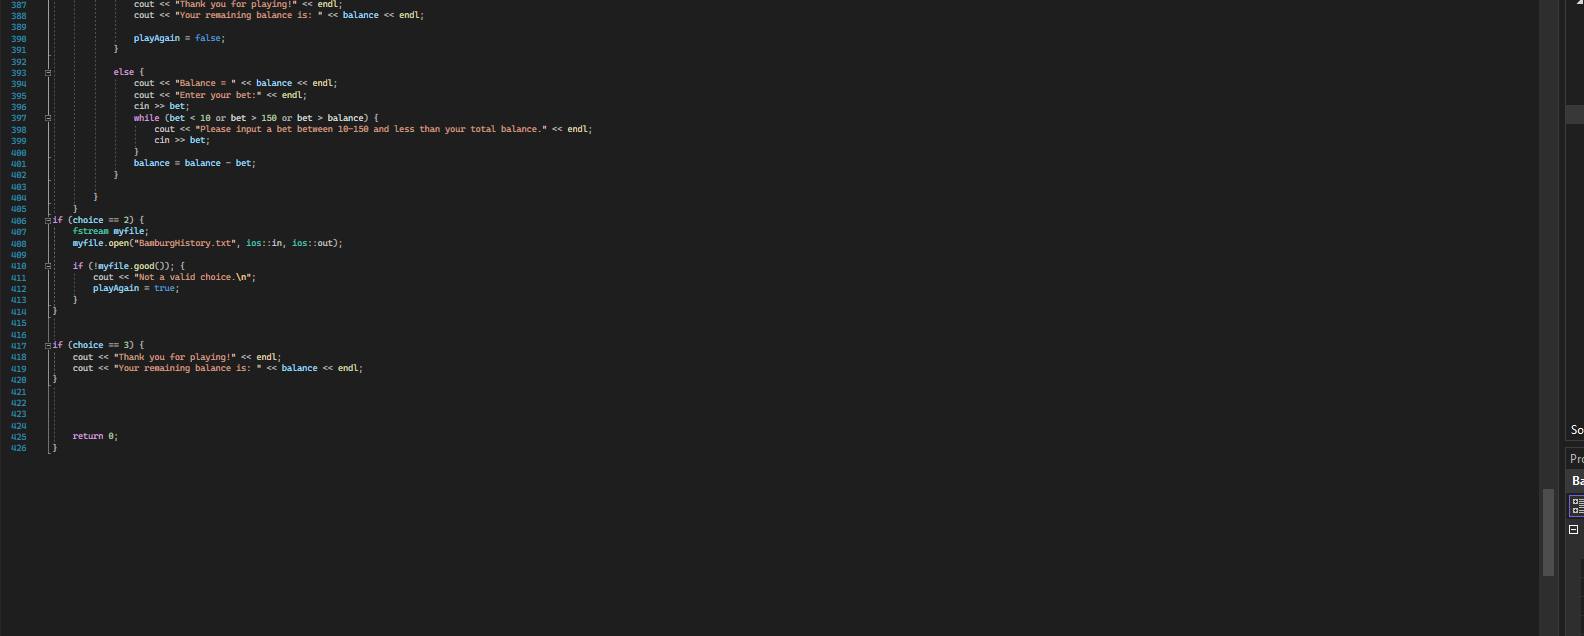 387 cout << "Thank you for playing!" << endl;
388 cout << "Your remaining balance is: " << balance << endl;
389
390 playAgain = false;
391 }
392
393 else {
394 cout << "Balance = " << balance << endl;
395 cout << "Enter your bet:" << endl;
396 cin >> bet;
397 while (bet < 10 or bet > 150 or bet > balance) {
398 cout << "Please input a bet between 10-150 and less than your total balance." << endl;
399 cin >> bet;
400 }
401 balance = balance - bet;
402 }
403
404 }
405 }
406 if (choice == 2) {
407 fstream myfile;
408 myfile.open("BamburgHistory.txt", ios::in, ios::out);
409
410 if (!myfile.good()); {
411 cout << "Not a valid choice.\n";
412 playAgain = true;
413 }
414 }
415
416
417 if (choice == 3) {
418 cout << "Thank you for playing!" << endl;
419 cout << "Your remaining balance is: " << balance << endl;
420 }
421
422
423
424
425 return 0;
426 }
So
Pro
Ba